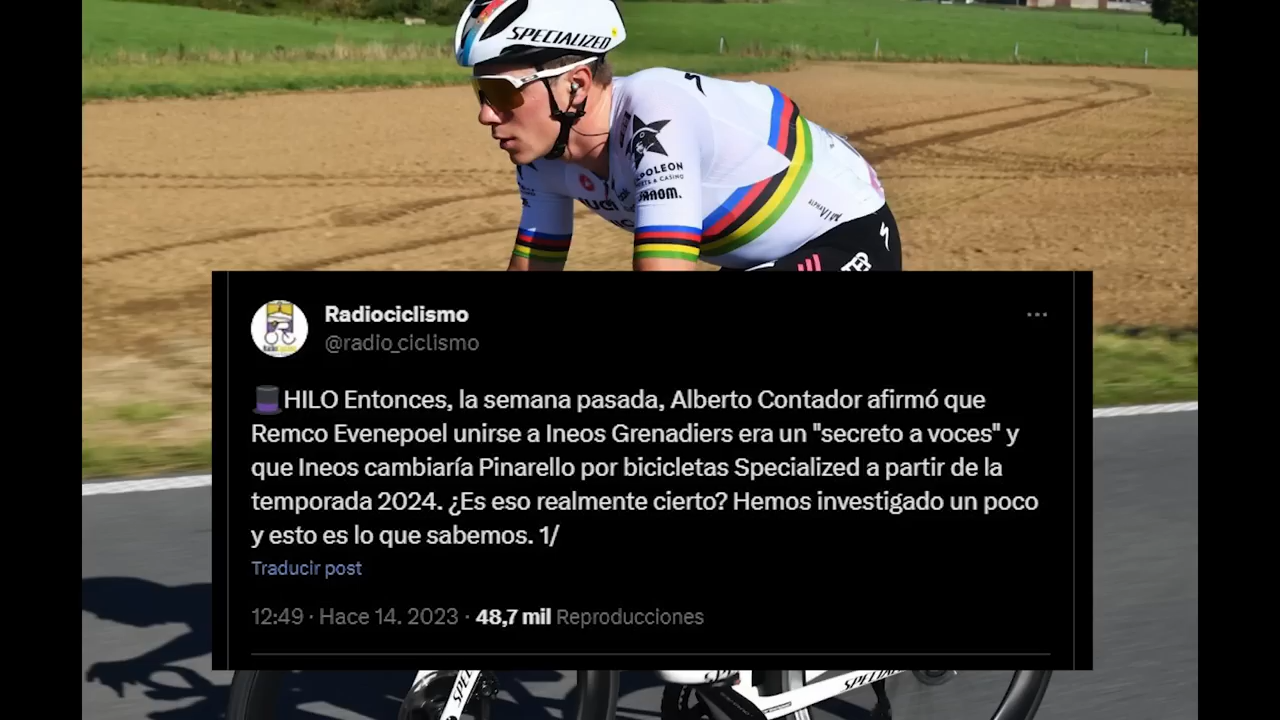 SPECIALIZED
POLEON
Radiociclismo
@radio_ciclismo
HILO Entonces, la semana pasada, Alberto Contador afirmó que
Remco Evenepoel unirse a Ineos Grenadiers era un "secreto a voces" y
que Ineos cambiaría Pinarello por bicicletas Specialized a partir de la
temporada 2024. ¿Es eso realmente cierto? Hemos investigado un poco
y esto es lo que sabemos. 1/
Traducir post
12:49 · Hace 14. 2023 · 48,7 mil Reproducciones